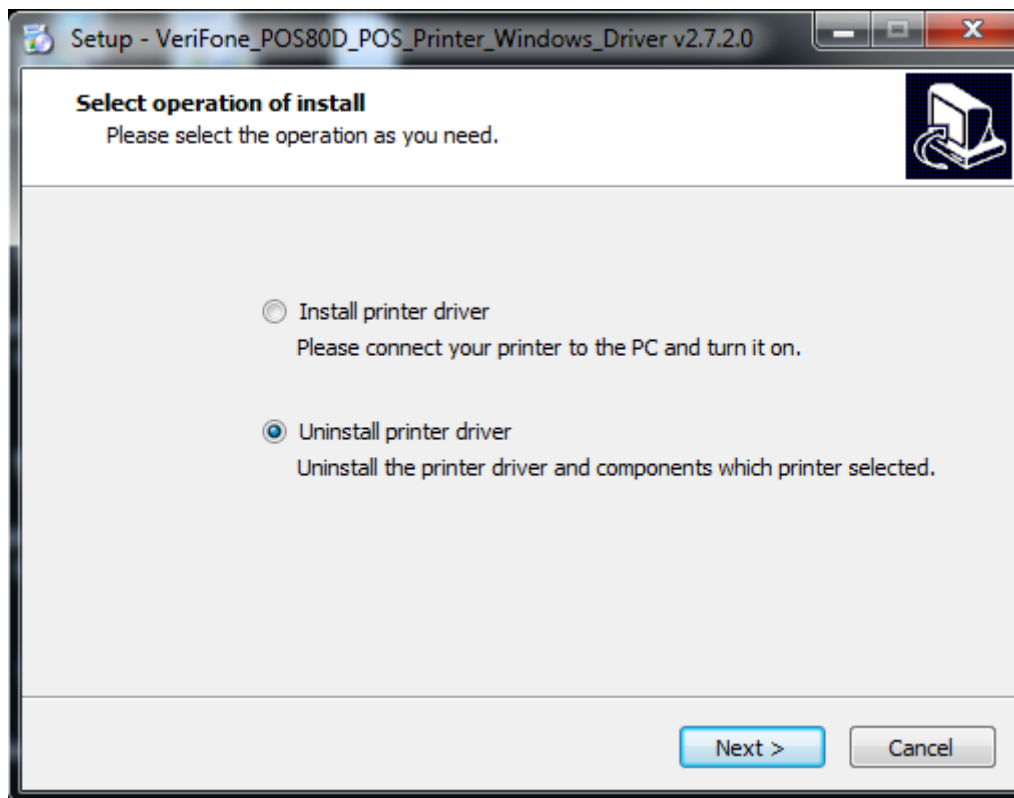 Setup - VeriFone_POS80D_POS_Printer_Windows_Driver v2.7.2.0
Select operation of install
Please select the operation as you need.
Install printer driver
Please connect your printer to the PC and turn it on.
Uninstall printer driver
Uninstall the printer driver and components which printer selected.
Next > Cancel